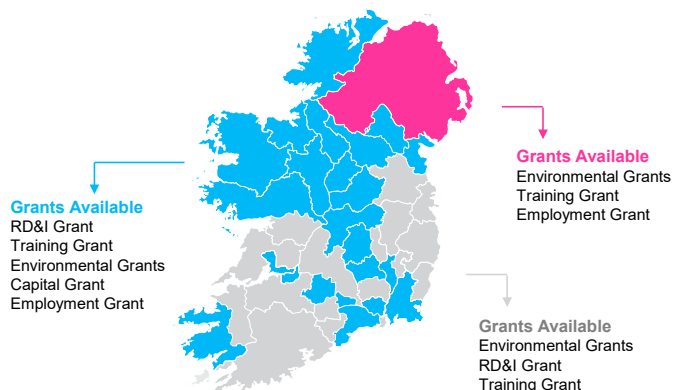 Grants Available
Environmental Grants
Training Grant
Employment Grant
Grants Available
RD&I Grant
Training Grant
Environmental Grants
Capital Grant
Employment Grant
Grants Available
Environmental Grants
RD&I Grant
Training Grant